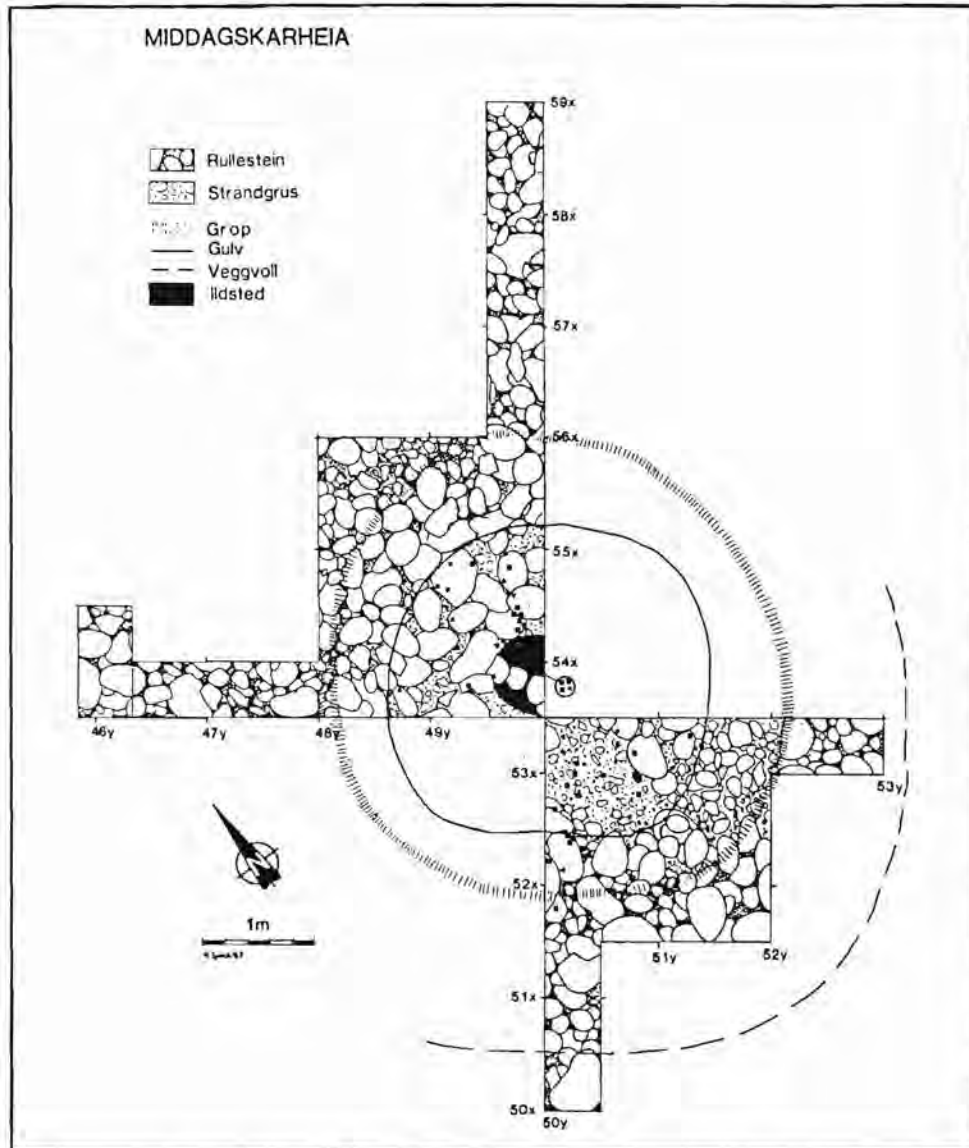 MIDDAGSKARHEIA
Rullestein
Strandgrus
Grop
Gulv
Veggvoll
Ildsted
59x
58x
57x
56x
55x
54x
46y
47y
48y
49y
53x
53y
52x
1m
51y
52y
51x
50x
50y